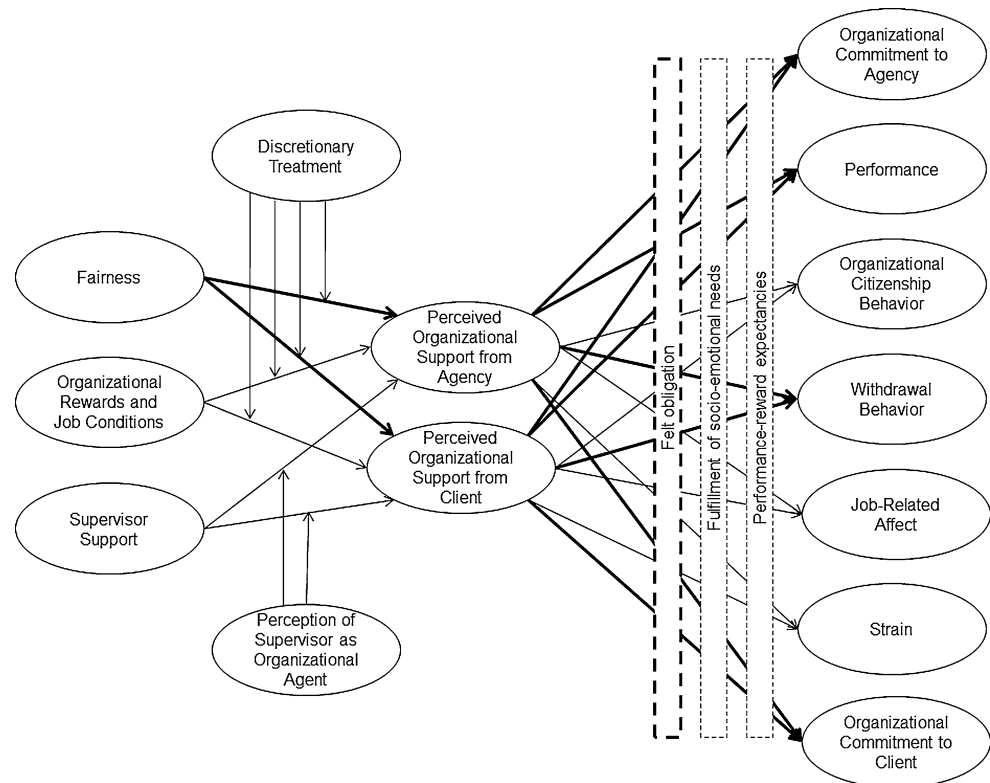 Organizational
Commitment to
Agency
Discretionary
Treatment
Performance
Fairness
Organizational
Citizenship
Behavior
Perceived
Organizational
Support from
Agency
Organizational
Rewards and
Job Conditions
Felt obligation
Fulfillment of socio-emotional needs
Performance-reward expectancies
Withdrawal
Behavior
Perceived
Organizational
Support from
Client
Supervisor
Support
Job-Related
Affect
Perception of
Supervisor as
Organizational
Agent
Strain
Organizational
Commitment to
Client